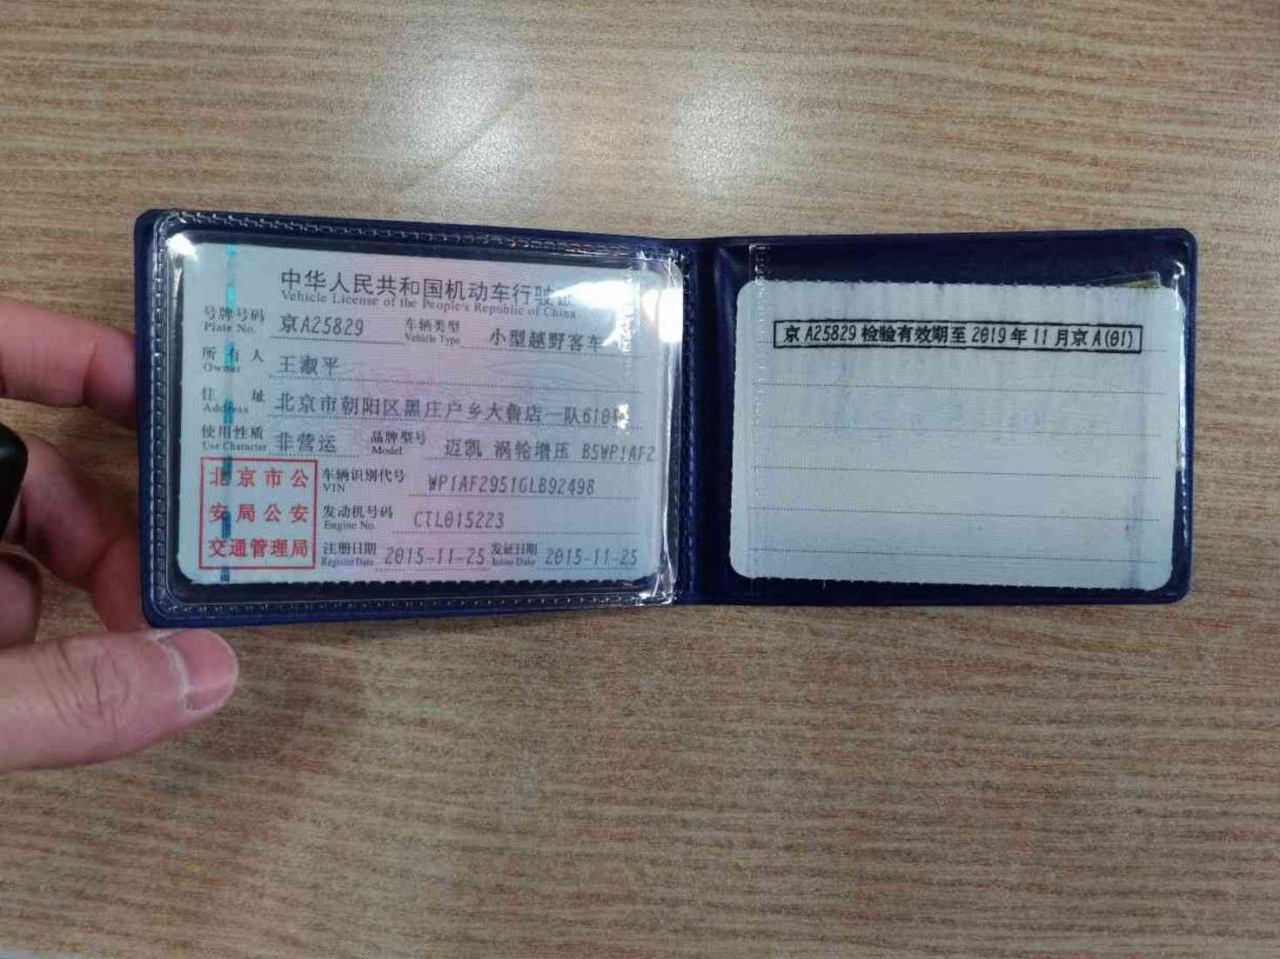 中华人民共和国机动车行驶证
Vehicle License of the People's Republic of China
号牌号码 京A25829 车辆类型 小型越野客车
Plate No. Vehicle Type
所有人 王淑平
Owner
住址 北京市朝阳区黑庄户乡大鲁店一队610号
Address
使用性质 非营运 品牌型号 迈凯 涡轮增压 BSWP1AF2
Use Character Model
北京市公
安局公安
交通管理局
车辆识别代号 WP1AF2951GLB92498
VIN
发动机号码 CTL015223
Engine No.
注册日期 2015-11-25 发证日期 2015-11-25
Register Date Issue Date
京A25829 检验有效期至 2019年11月京A(01)